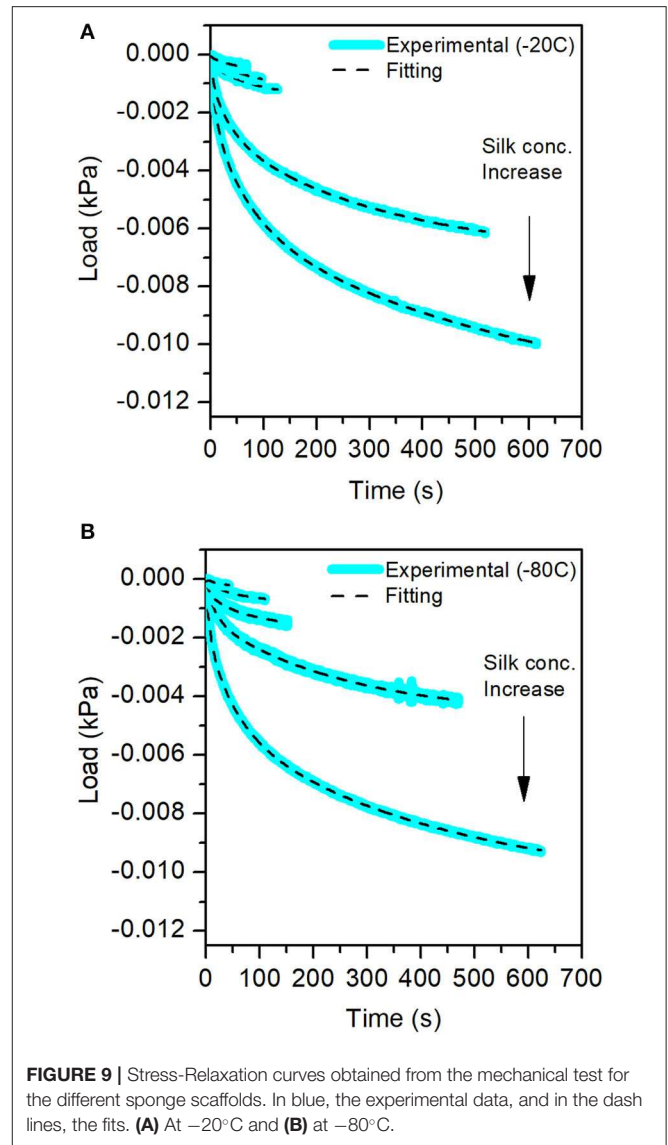 A
0.000
-0.002
-0.004
-0.006
-0.008
-0.010
-0.012
Load (kPa)
Experimental (-20C)
Fitting
Silk conc.
Increase
0 100 200 300 400 500 600 700
Time (s)
B
0.000
-0.002
-0.004
-0.006
-0.008
-0.010
-0.012
Load (kPa)
Experimental (-80C)
Fitting
Silk conc.
Increase
0 100 200 300 400 500 600 700
Time (s)
FIGURE 9 | Stress-Relaxation curves obtained from the mechanical test for
the different sponge scaffolds. In blue, the experimental data, and in the dash
lines, the fits. (A) At −20°C and (B) at −80°C.